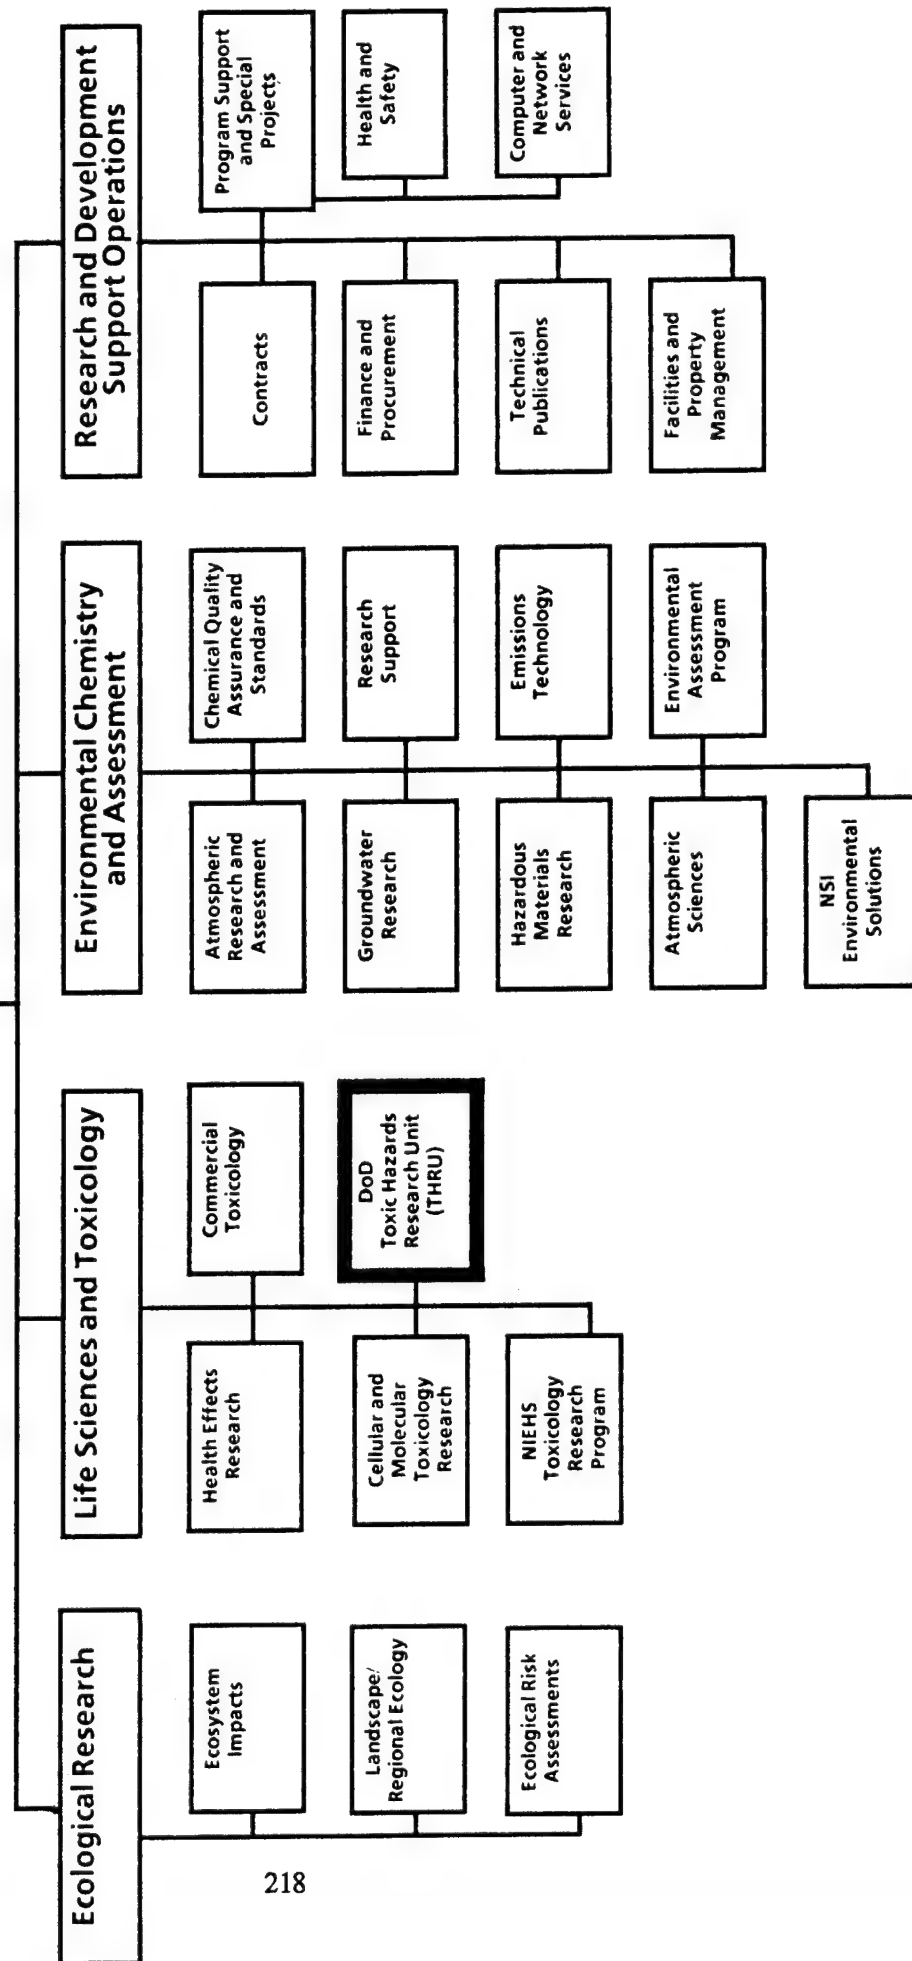 Ecological Research
Ecosystem
Impacts
Landscape/
Regional Ecology
Ecological Risk
Assessments
Life Sciences and Toxicology
Health Effects
Research
Commercial
Toxicology
Cellular and
Molecular
Toxicology
Research
DoD
Toxic Hazards
Research Unit
(THRU)
NIEHS
Toxicology
Research
Program
Environmental Chemistry
and Assessment
Atmospheric
Research and
Assessment
Chemical Quality
Assurance and
Standards
Groundwater
Research
Research
Support
Hazardous
Materials
Research
Emissions
Technology
Atmospheric
Sciences
Environmental
Assessment
Program
NSI
Environmental
Solutions
Research and Development
Support Operations
Contracts
Program Support
and Special
Projects
Finance and
Procurement
Health and
Safety
Technical
Publications
Computer and
Network
Services
Facilities and
Property
Management
218